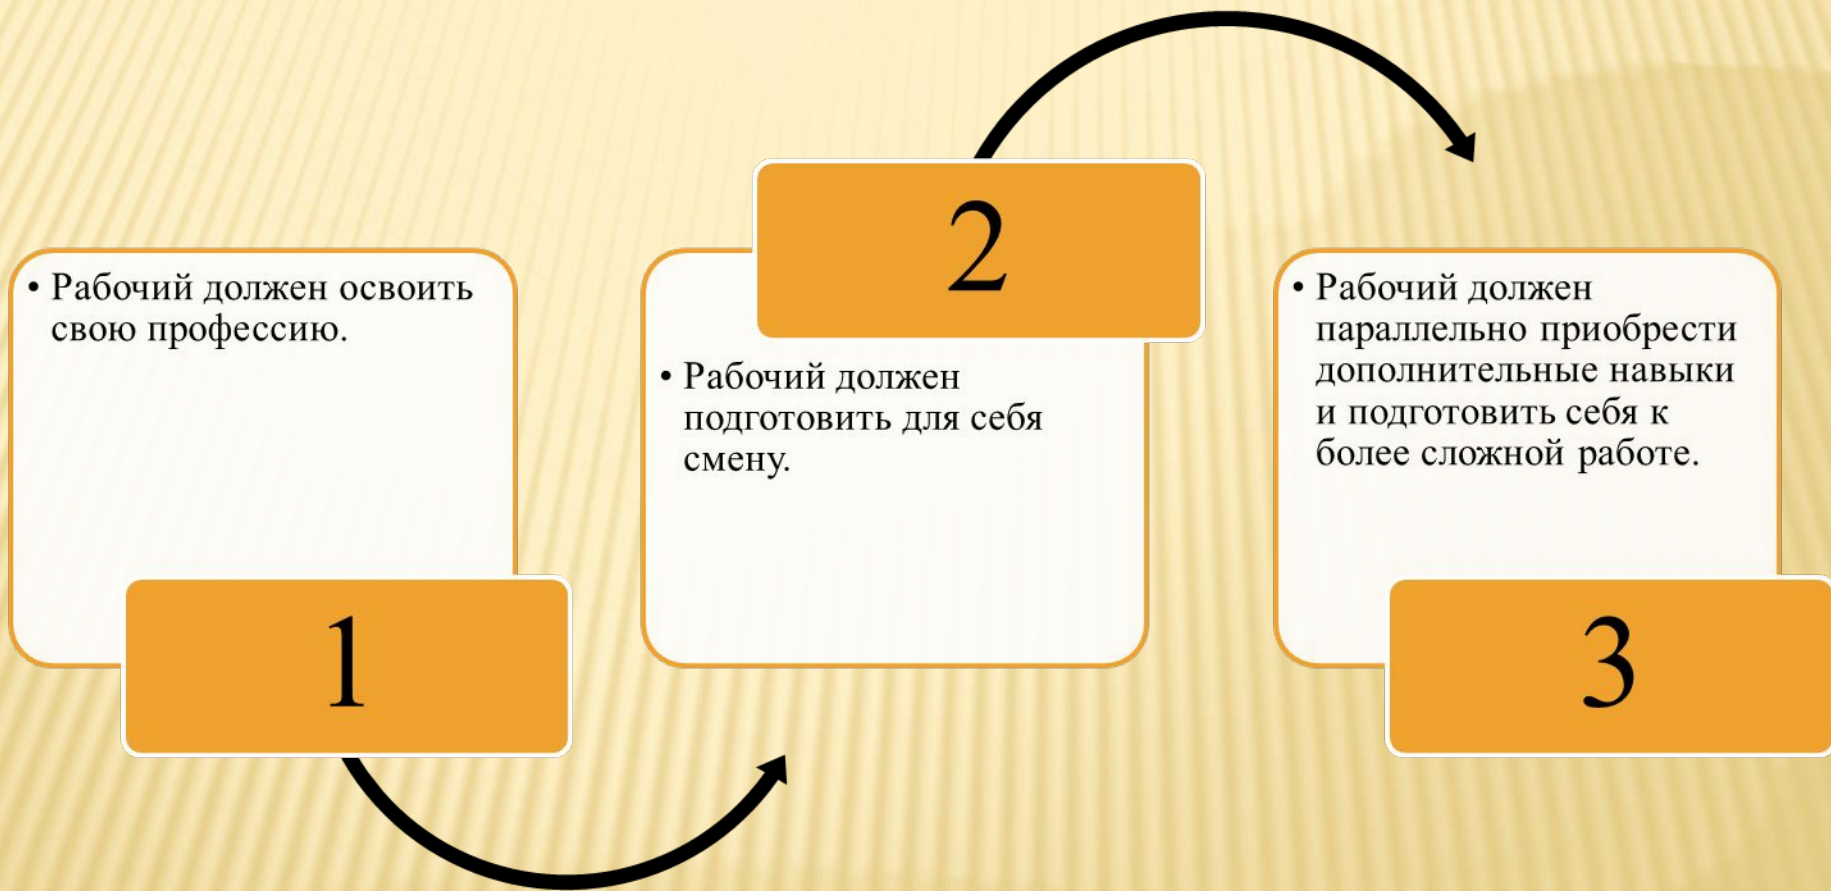 • Рабочий должен освоить
свою профессию.
1
2
• Рабочий должен
подготовить для себя
смену.
• Рабочий должен
параллельно приобрести
дополнительные навыки
и подготовить себя к
более сложной работе.
3